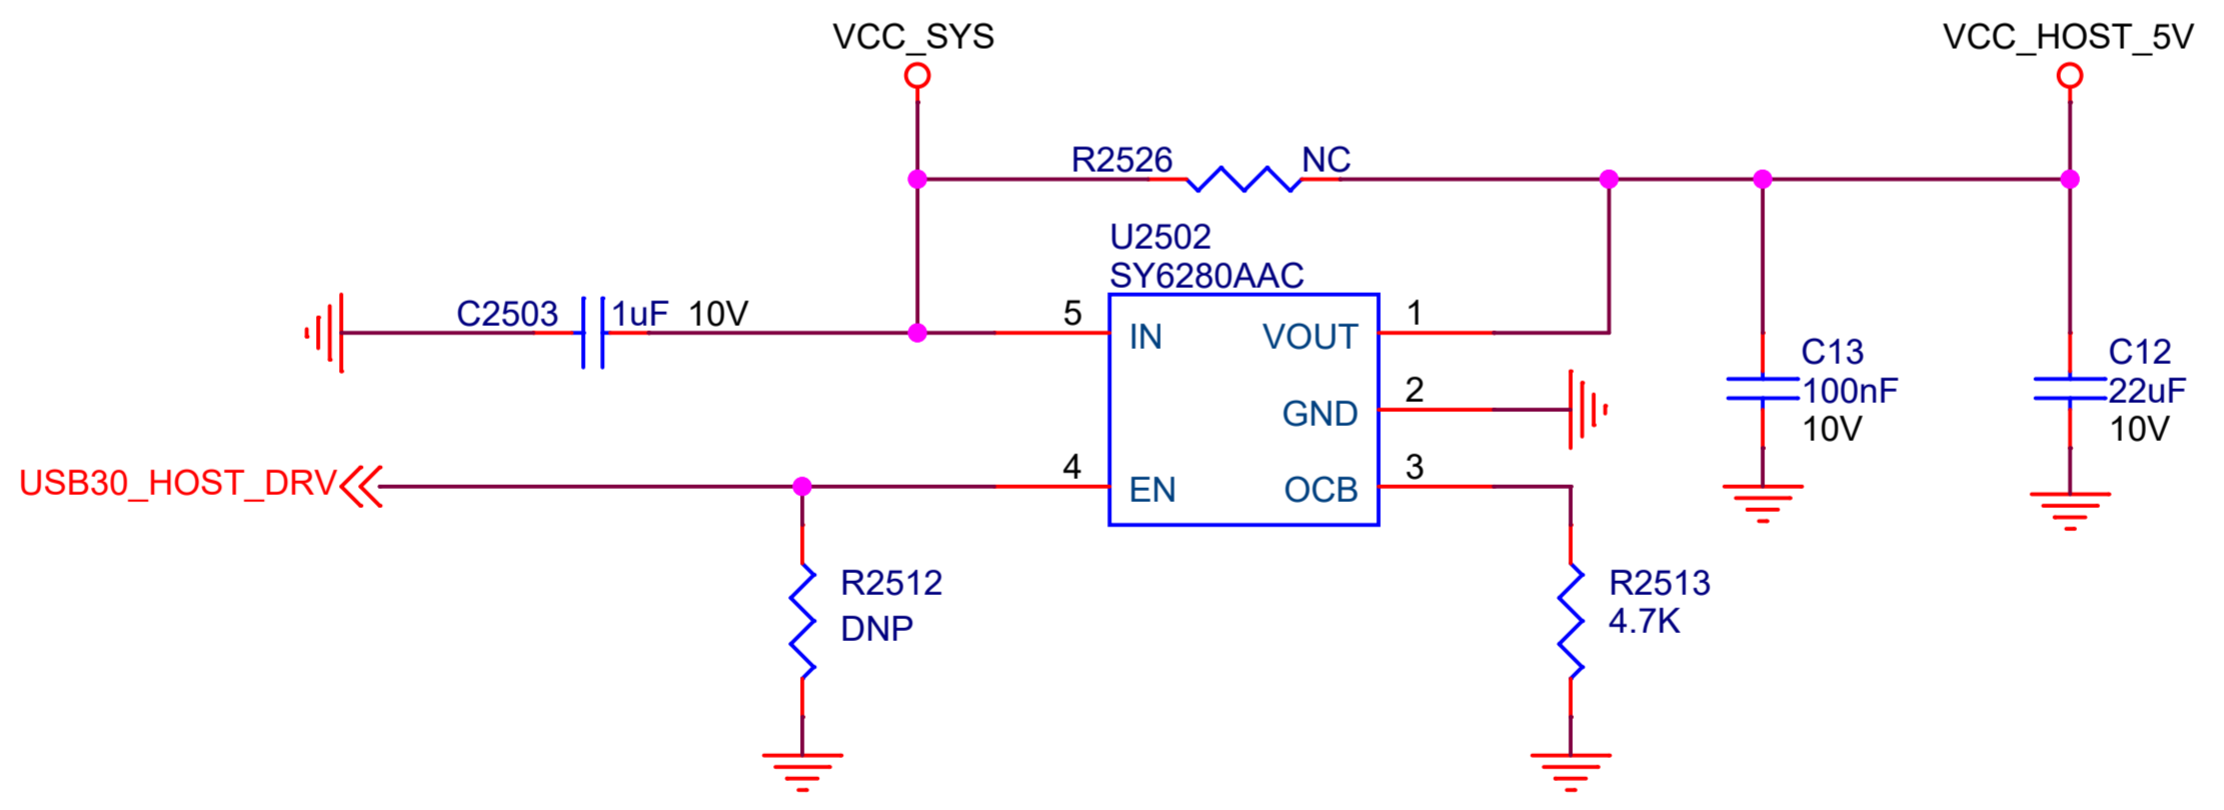 VCC_SYS
VCC_HOST_5V
R2526
NC
U2502
SY6280AAC
C2503
1uF
10V
5
IN
VOUT
1
GND
2
4
EN
OCB
3
C13
100nF
10V
C12
22uF
10V
USB30_HOST_DRV
R2512
DNP
R2513
4.7K